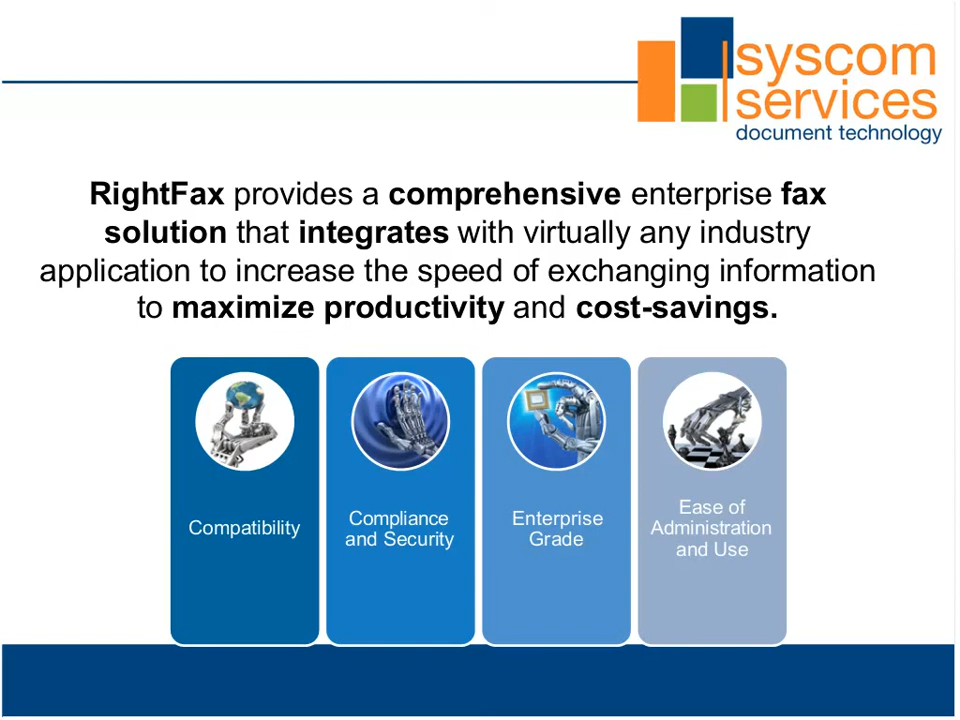 syscom
services
document technology
RightFax provides a comprehensive enterprise fax
solution that integrates with virtually any industry
application to increase the speed of exchanging information
to maximize productivity and cost-savings.
Compatibility
Compliance
and Security
Enterprise
Grade
Ease of
Administration
and Use